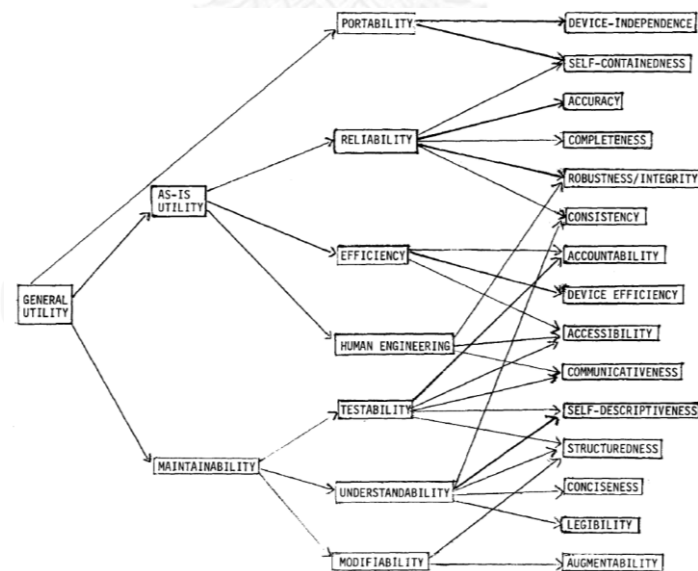 PORTABILITY
DEVICE-INDEPENDENCE
SELF-CONTAINEDNESS
ACCURACY
RELIABILITY
COMPLETENESS
ROBUSTNESS/INTEGRITY
AS-IS
UTILITY
CONSISTENCY
EFFICIENCY
ACCOUNTABILITY
DEVICE EFFICIENCY
GENERAL
UTILITY
ACCESSIBILITY
HUMAN ENGINEERING
COMMUNICATIVENESS
TESTABILITY
SELF-DESCRIPTIVENESS
STRUCTUREDNESS
MAINTAINABILITY
UNDERSTANDABILITY
CONCISENESS
LEGIBILITY
MODIFIABILITY
AUGMENTABILITY